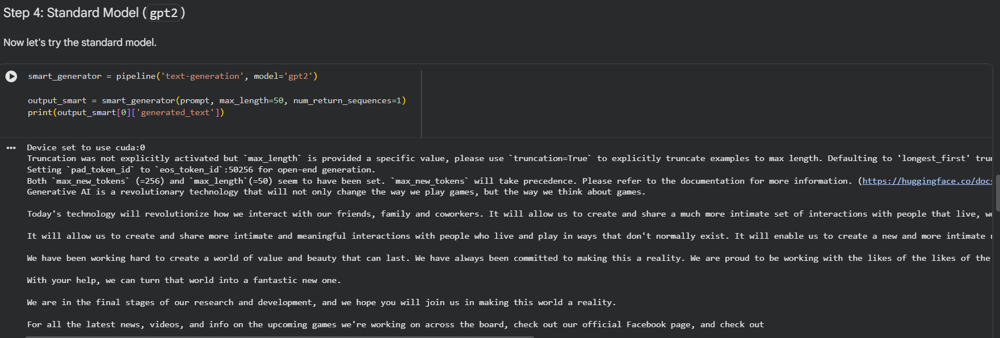 Step 4: Standard Model (gpt2)
Now let's try the standard model.
smart_generator = pipeline('text-generation', model='gpt2')
output_smart = smart_generator(prompt, max_length=50, num_return_sequences=1)
print(output_smart[0]['generated_text'])
Device set to use cuda:0
Truncation was not explicitly activated but `max_length` is provided a specific value, please use `truncation=True` to explicitly truncate examples to max length. Defaulting to 'longest_first'
Setting `pad_token_id` to `eos_token_id`:50256 for open-end generation.
Both `max_new_tokens` (=256) and `max_length`(=50) seem to have been set. `max_new_tokens` will take precedence. Please refer to the documentation for more information. (https://huggingface.co/docs
Generative AI is a revolutionary technology that will not only change the way we play games, but the way we think about games.
Today's technology will revolutionize how we interact with our friends, family and coworkers. It will allow us to create and share a much more intimate set of interactions with people that live,
It will allow us to create and share more intimate and meaningful interactions with people who live and play in ways that don't normally exist. It will enable us to create a new and more intimate
We have been working hard to create a world of value and beauty that can last. We have always been committed to making this a reality. We are proud to be working with the likes of the likes of the
With your help, we can turn that world into a fantastic new one.
We are in the final stages of our research and development, and we hope you will join us in making this world a reality.
For all the latest news, videos, and info on the upcoming games we're working on across the board, check out our official Facebook page, and check out